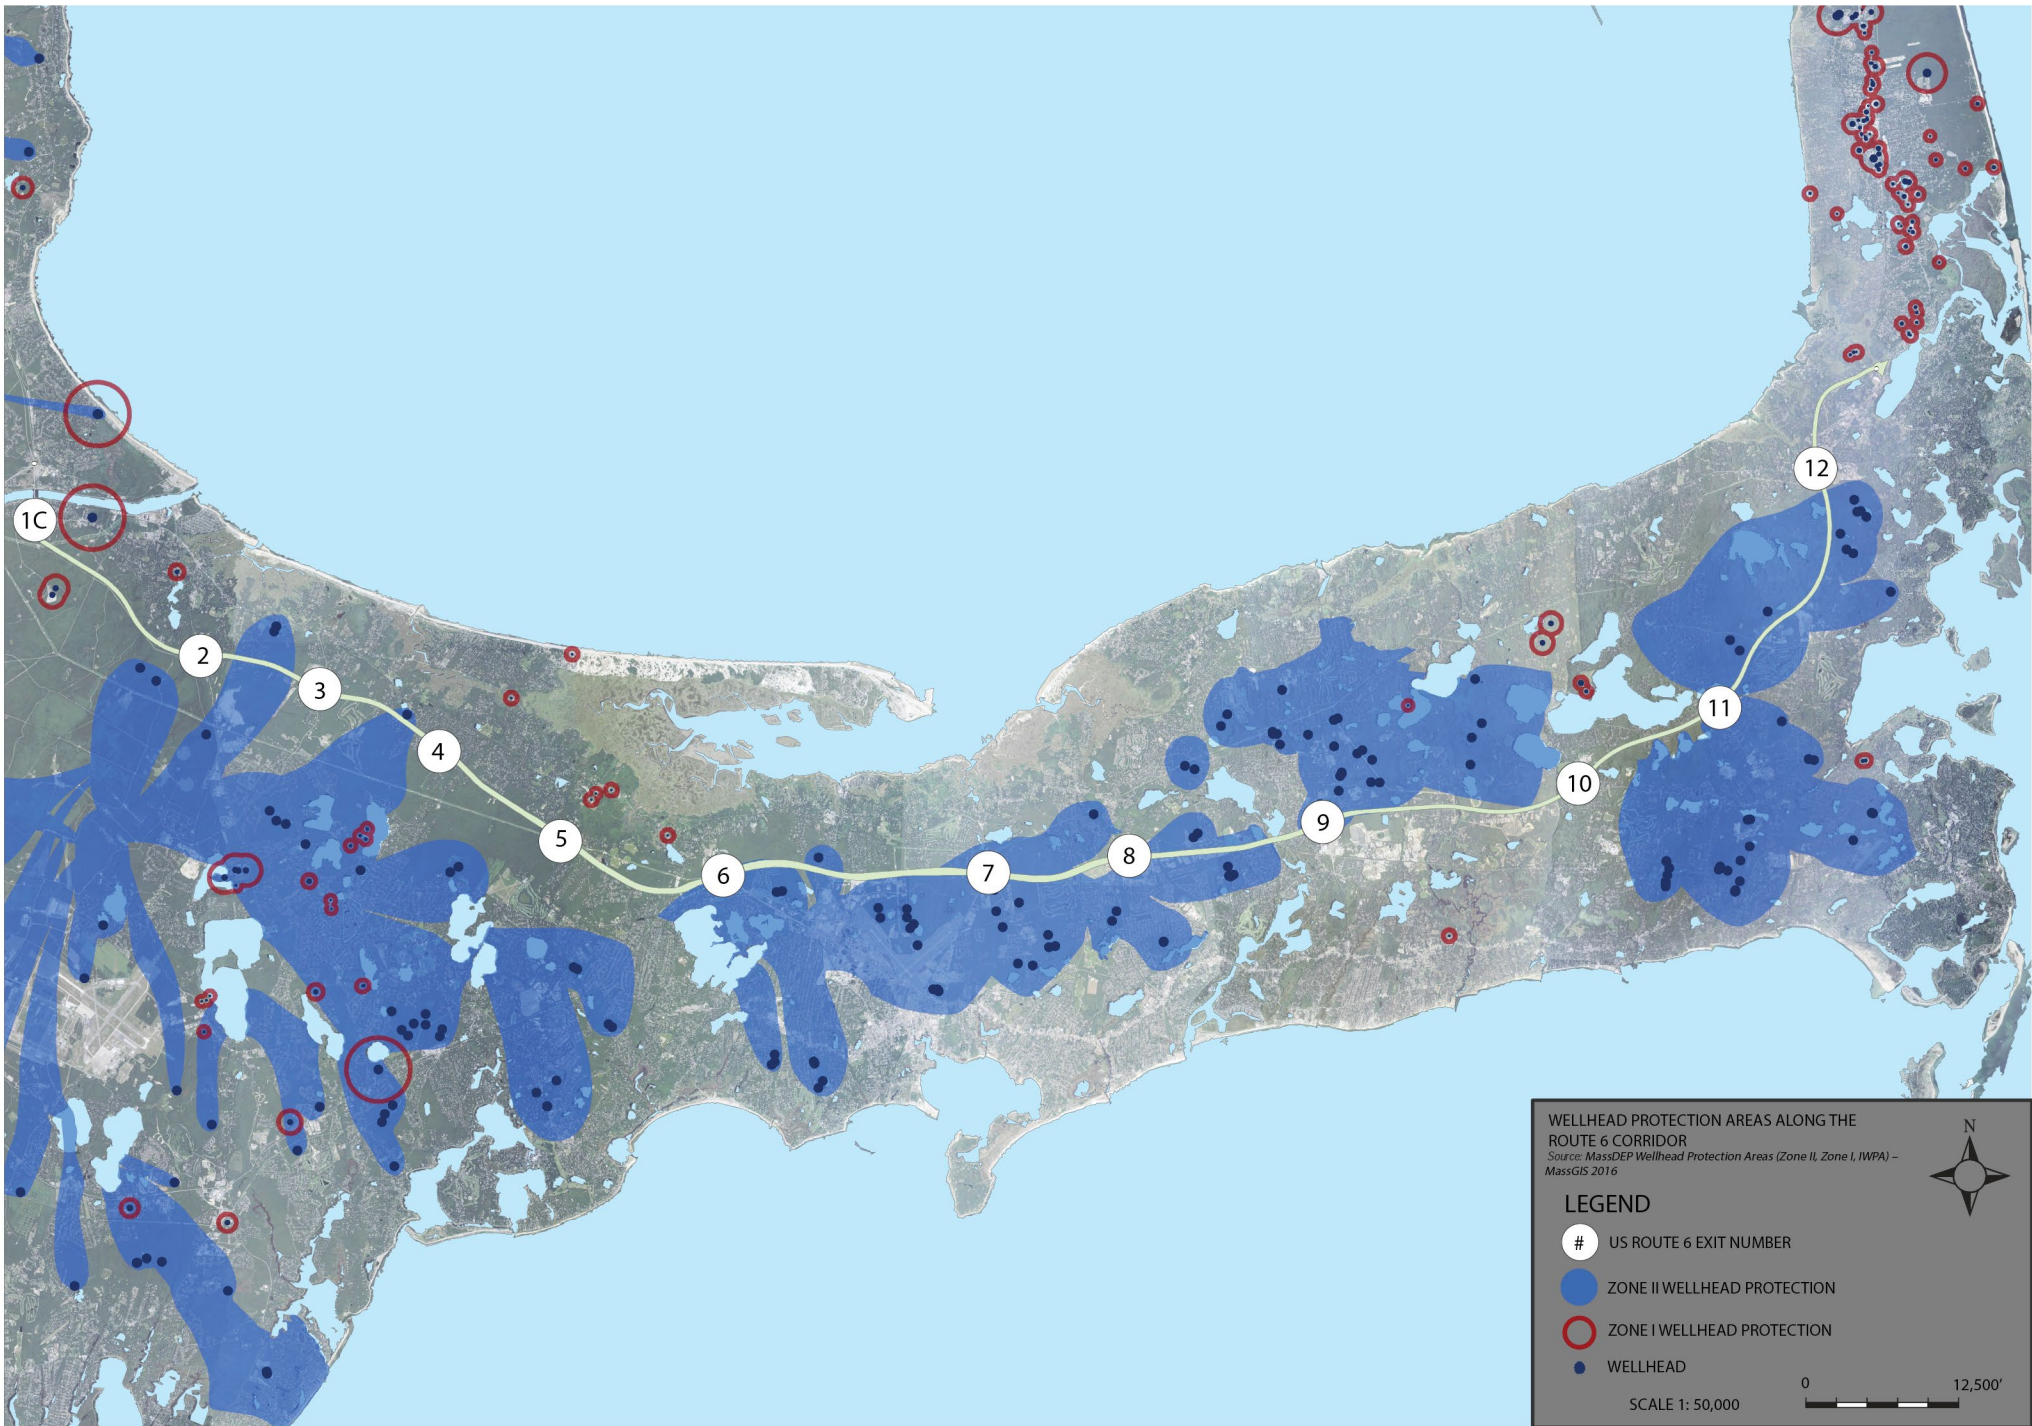 1C
2
3
4
5
6
7
8
9
10
11
12
WELLHEAD PROTECTION AREAS ALONG THE
ROUTE 6 CORRIDOR
Source: MassDEP Wellhead Protection Areas (Zone II, Zone I, IWPA) –
MassGIS 2016
N
LEGEND
# US ROUTE 6 EXIT NUMBER
ZONE II WELLHEAD PROTECTION
ZONE I WELLHEAD PROTECTION
WELLHEAD
0 12,500'
SCALE 1: 50,000